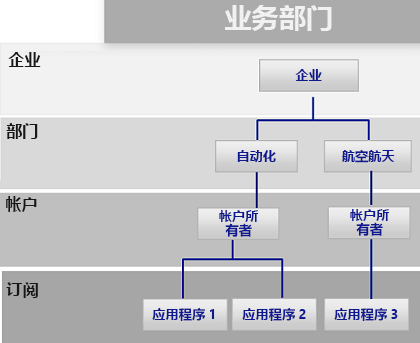 业务部门
企业
企业
部门
自动化
航空航天
帐户
帐户所
有者
帐户所
有者
订阅
应用程序 1
应用程序 2
应用程序 3